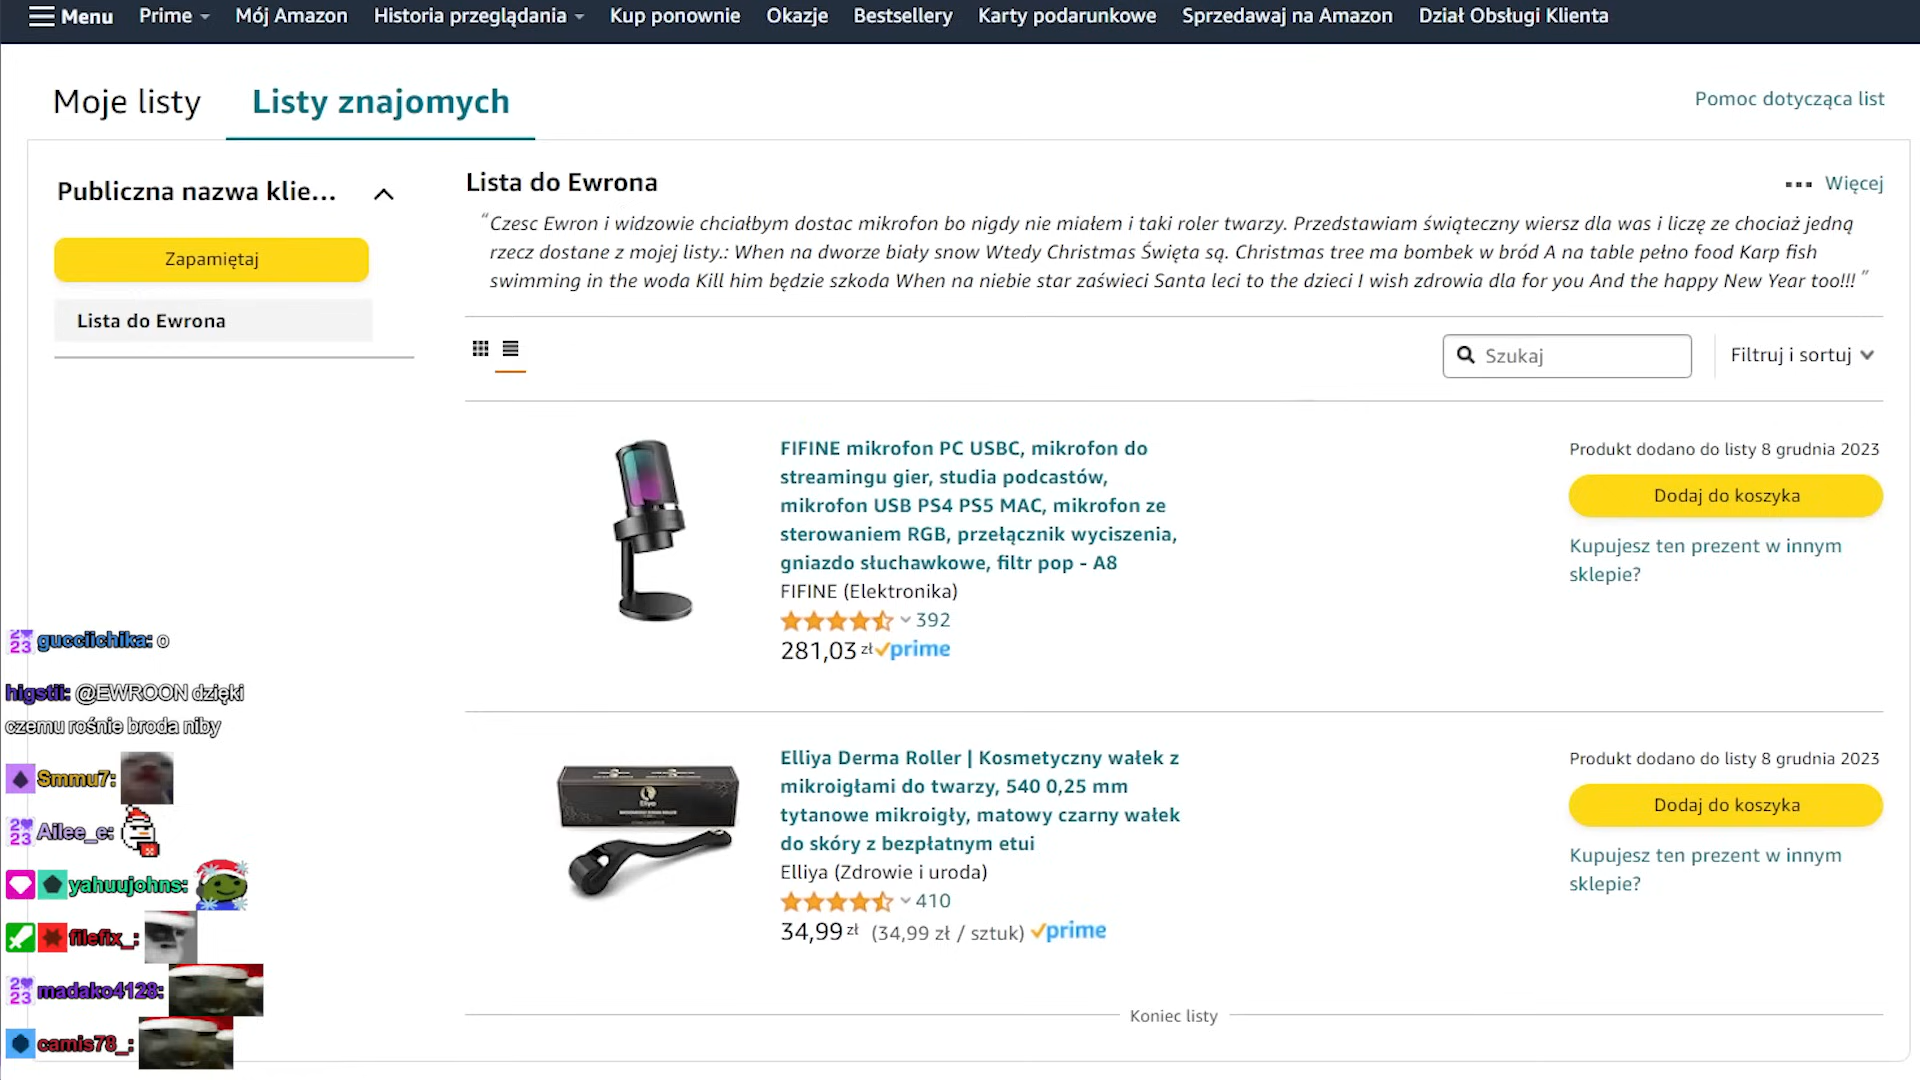 Menu Prime Mój Amazon Historia przeglądania Kup ponownie Okazje Bestsellery Karty podarunkowe Sprzedawaj na Amazon Dział Obsługi Klienta
Moje listy Listy znajomych Pomoc dotycząca list
Publiczna nazwa klie...
Zapamiętaj
Lista do Ewrona
Lista do Ewrona
Więcej
“Czesc Ewron i widzowie chciałbym dostac mikrofon bo nigdy nie miałem i taki roler twarzy. Przedstawiam świąteczny wiersz dla was i liczę ze chociaż jedną
rzecz dostane z mojej listy.: When na dworze biały snow Wtedy Christmas Święta są. Christmas tree ma bombek w bród A na table pełno food Karp fish
swimming in the woda Kill him będzie szkoda When na niebie star zaświeci Santa leci to the dzieci I wish zdrowia dla for you And the happy New Year too!!! ”
Szukaj
Filtruj i sortuj
FIFINE mikrofon PC USBC, mikrofon do
streamingu gier, studia podcastów,
mikrofon USB PS4 PS5 MAC, mikrofon ze
sterowaniem RGB, przełącznik wyciszenia,
gniazdo słuchawkowe, filtr pop - A8
FIFINE (Elektronika)
392
281,03 zł prime
Produkt dodano do listy 8 grudnia 2023
Dodaj do koszyka
Kupujesz ten prezent w innym
sklepie?
Elliya Derma Roller | Kosmetyczny wałek z
mikroigłami do twarzy, 540 0,25 mm
tytanowe mikroigły, matowy czarny wałek
do skóry z bezpłatnym etui
Elliya (Zdrowie i uroda)
410
34,99 zł (34,99 zł / sztuk) prime
Produkt dodano do listy 8 grudnia 2023
Dodaj do koszyka
Kupujesz ten prezent w innym
sklepie?
Koniec listy
gucciichika: o
higstii: @EWROON dzięki
czemu rośnie broda niby
Smmu7:
Ailee_e:
yahuujohns:
filefix_:
madako4128:
camis78_: